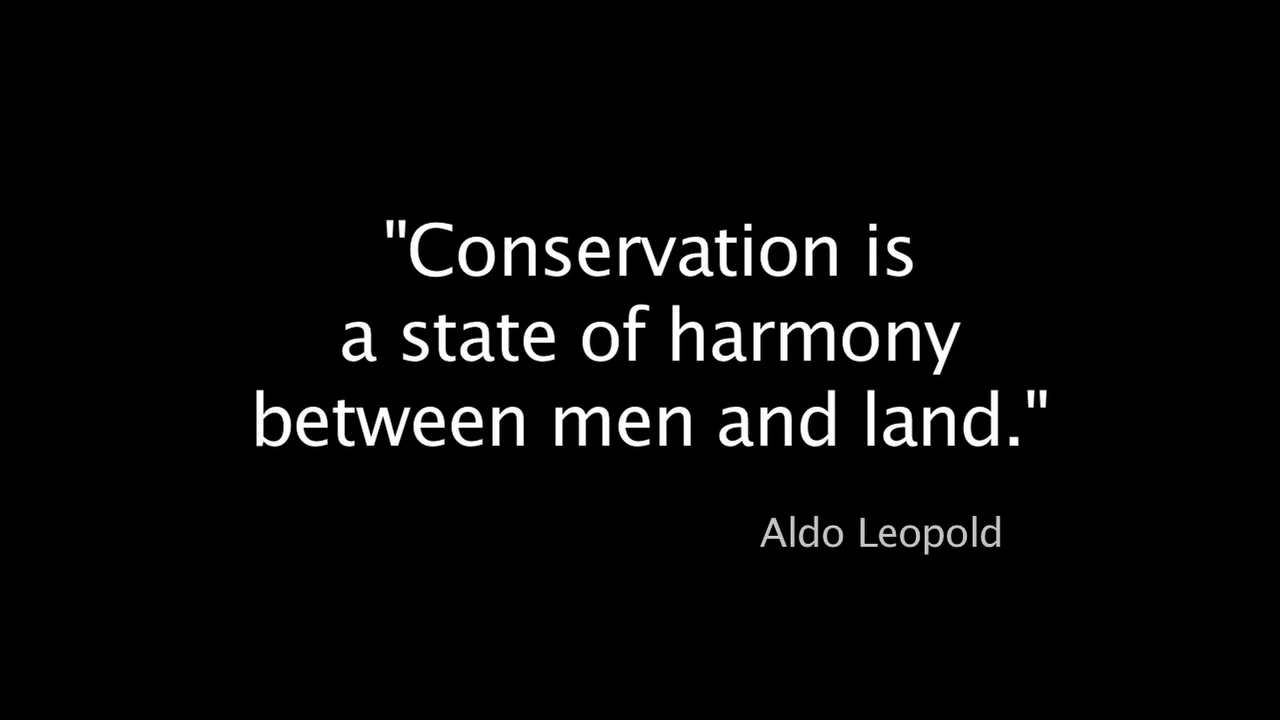 "Conservation is
a state of harmony
between men and land."
Aldo Leopold